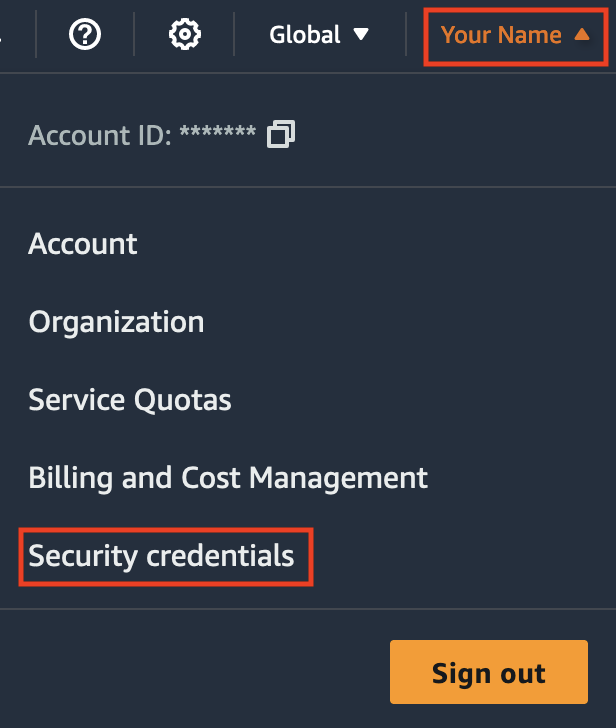 Global
Your Name
Account ID: *******
Account
Organization
Service Quotas
Billing and Cost Management
Security credentials
Sign out